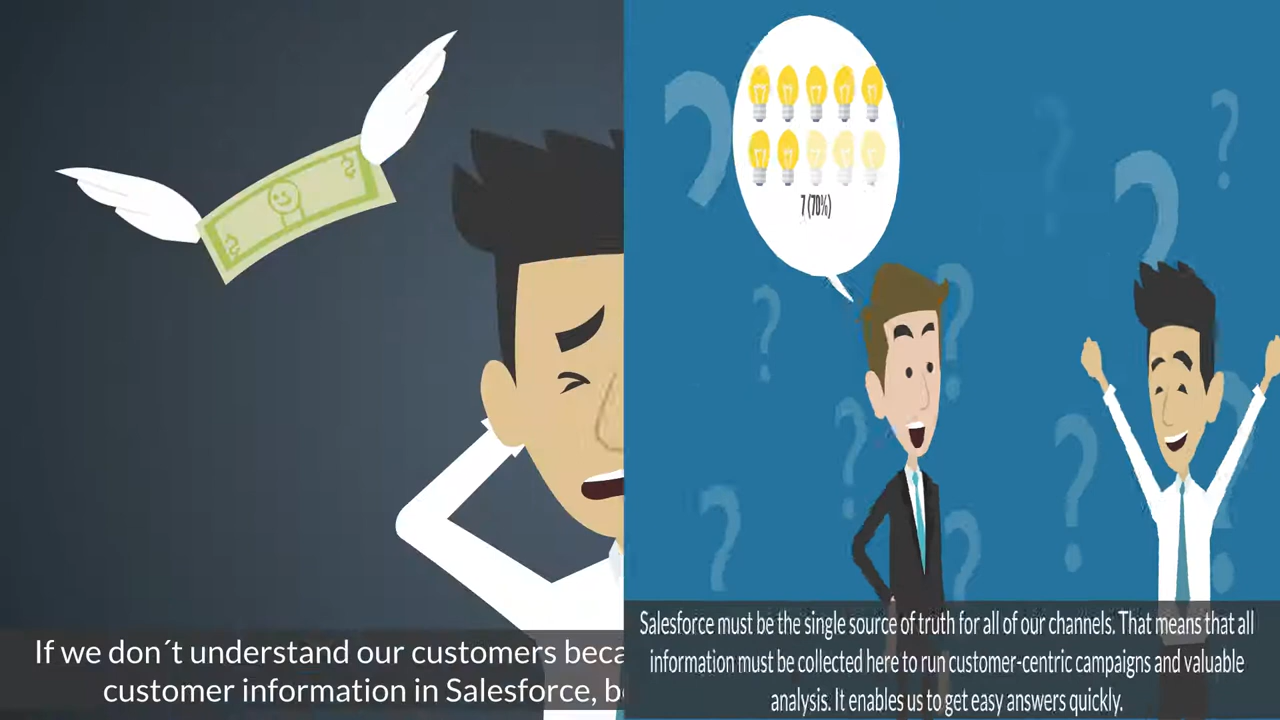 7 (70%)
If we don´t understand our customers
customer information in Salesforce,
Salesforce must be the single source of truth for all of our channels. That means that all
information must be collected here to run customer-centric campaigns and valuable
analysis. It enables us to get easy answers quickly.